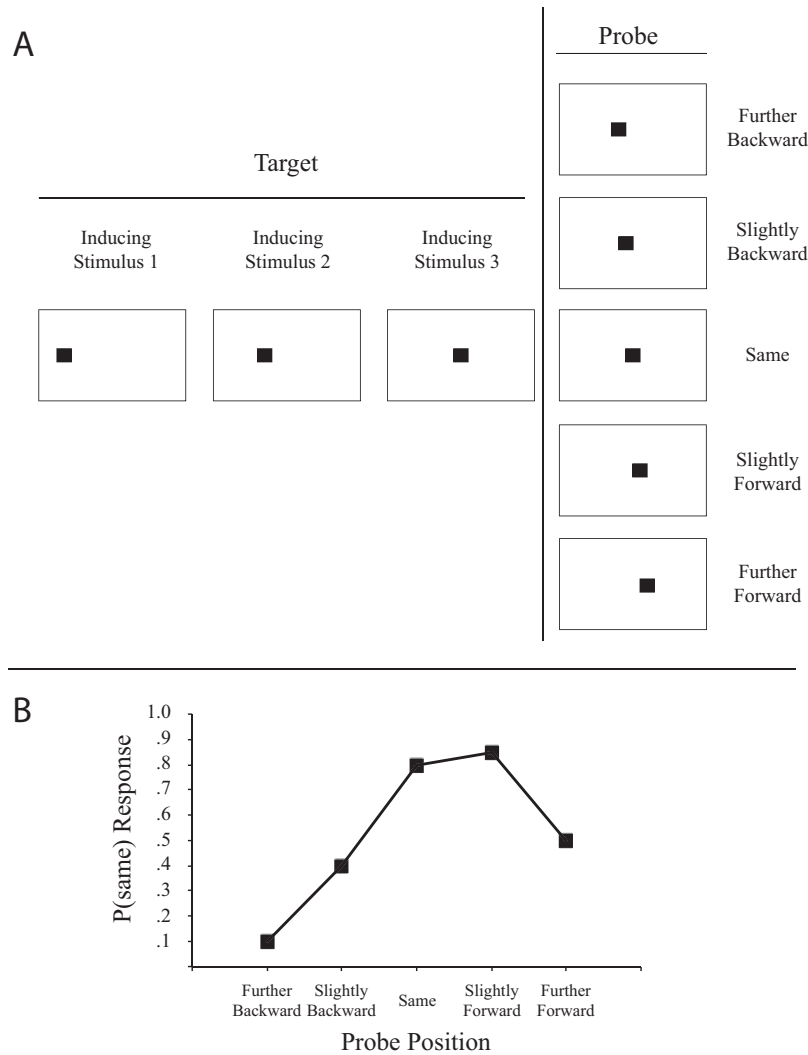 A
Probe
Target
Inducing
Stimulus 1
Inducing
Stimulus 2
Inducing
Stimulus 3
Further
Backward
Slightly
Backward
Same
Slightly
Forward
Further
Forward
B
P(same) Response
1.0
.9
.8
.7
.6
.5
.4
.3
.2
.1
Further
Backward
Slightly
Backward
Same
Slightly
Forward
Further
Forward
Probe Position